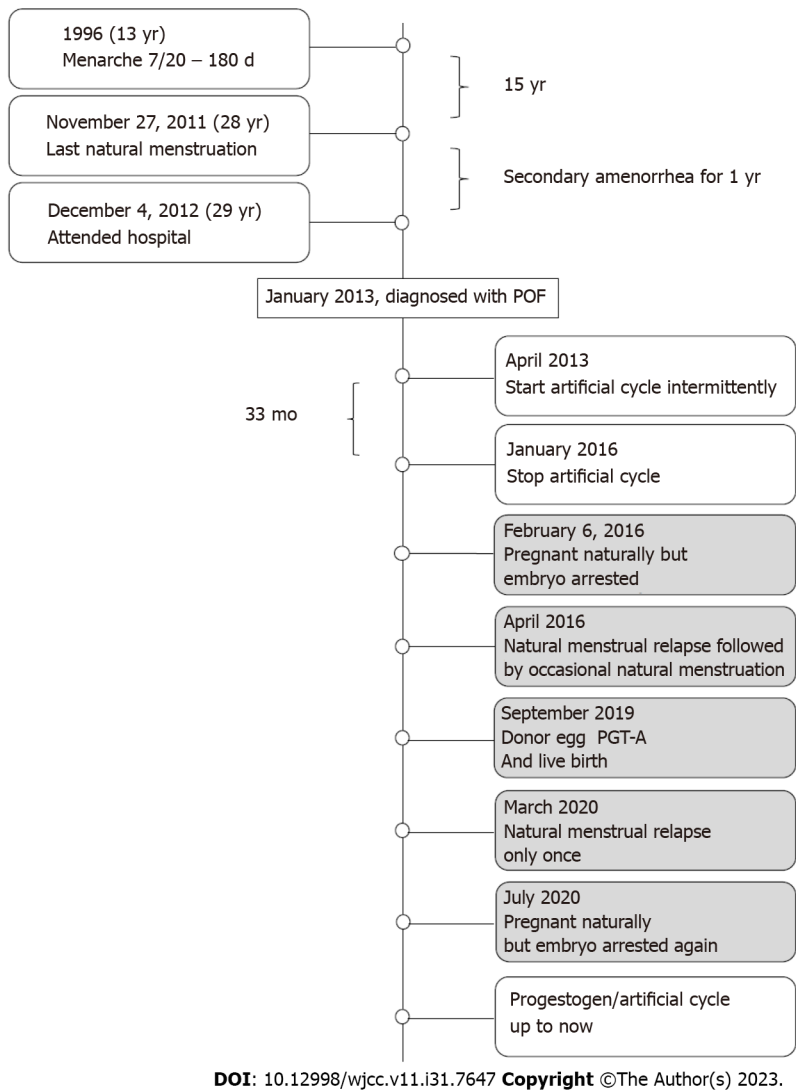 1996 (13 yr)
Menarche 7/20 – 180 d
15 yr
November 27, 2011 (28 yr)
Last natural menstruation
Secondary amenorrhea for 1 yr
December 4, 2012 (29 yr)
Attended hospital
January 2013, diagnosed with POF
April 2013
Start artificial cycle intermittently
33 mo
January 2016
Stop artificial cycle
February 6, 2016
Pregnant naturally but
embryo arrested
April 2016
Natural menstrual relapse followed
by occasional natural menstruation
September 2019
Donor egg PGT-A
And live birth
March 2020
Natural menstrual relapse
only once
July 2020
Pregnant naturally
but embryo arrested again
Progestogen/artificial cycle
up to now
DOI: 10.12998/wjcc.v11.i31.7647 Copyright ©The Author(s) 2023.